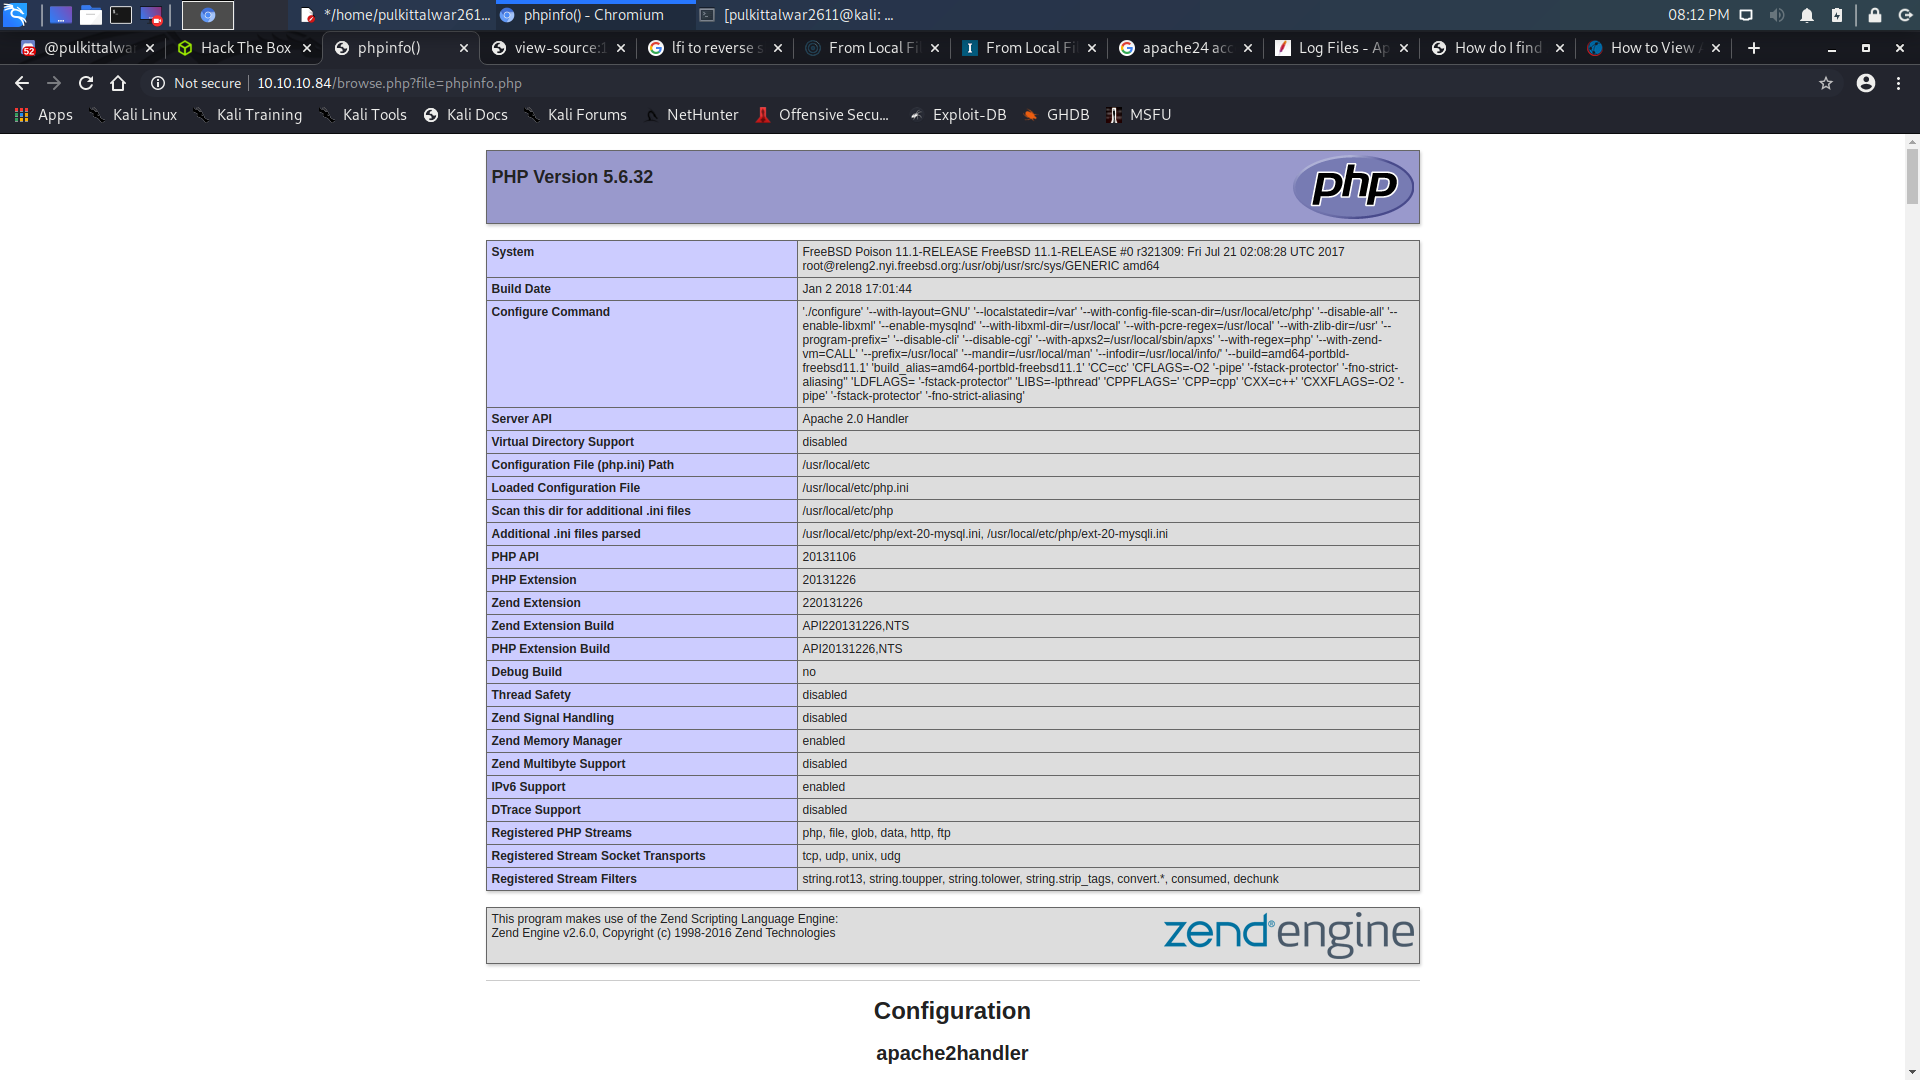 */home/pulkittalwar261... phpinfo() - Chromium [pulkittalwar2611@kali: ... 08:12 PM
@pulkittalwa Hack The Box phpinfo() view-source:1 lfi to reverse s From Local Fil From Local Fi apache24 acc Log Files - Ap How do I find How to View A
Not secure 10.10.10.84/browse.php?file=phpinfo.php
Apps Kali Linux Kali Training Kali Tools Kali Docs Kali Forums NetHunter Offensive Secu... Exploit-DB GHDB MSFU
PHP Version 5.6.32 php
System FreeBSD Poison 11.1-RELEASE FreeBSD 11.1-RELEASE #0 r321309: Fri Jul 21 02:08:28 UTC 2017
root@releng2.nyi.freebsd.org:/usr/obj/usr/src/sys/GENERIC amd64
Build Date Jan 2 2018 17:01:44
Configure Command './configure' '--with-layout=GNU' '--localstatedir=/var' '--with-config-file-scan-dir=/usr/local/etc/php' '--disable-all' '--
enable-libxml' '--enable-mysqlnd' '--with-libxml-dir=/usr/local' '--with-pcre-regex=/usr/local' '--with-zlib-dir=/usr' '--
program-prefix=' '--disable-cli' '--disable-cgi' '--with-apxs2=/usr/local/sbin/apxs' '--with-regex=php' '--with-zend-
vm=CALL' '--prefix=/usr/local' '--mandir=/usr/local/man' '--infodir=/usr/local/info/' '--build=amd64-portbld-
freebsd11.1' 'build_alias=amd64-portbld-freebsd11.1' 'CC=cc' 'CFLAGS=-O2 '-pipe' '-fstack-protector' '-fno-strict-
aliasing'' 'LDFLAGS= '-fstack-protector'' 'LIBS=-lpthread' 'CPPFLAGS=' 'CPP=cpp' 'CXX=c++' 'CXXFLAGS=-O2 '-
pipe' '-fstack-protector' '-fno-strict-aliasing'
Server API Apache 2.0 Handler
Virtual Directory Support disabled
Configuration File (php.ini) Path /usr/local/etc
Loaded Configuration File /usr/local/etc/php.ini
Scan this dir for additional .ini files /usr/local/etc/php
Additional .ini files parsed /usr/local/etc/php/ext-20-mysql.ini, /usr/local/etc/php/ext-20-mysqli.ini
PHP API 20131106
PHP Extension 20131226
Zend Extension 220131226
Zend Extension Build API220131226,NTS
PHP Extension Build API20131226,NTS
Debug Build no
Thread Safety disabled
Zend Signal Handling disabled
Zend Memory Manager enabled
Zend Multibyte Support disabled
IPv6 Support enabled
DTrace Support disabled
Registered PHP Streams php, file, glob, data, http, ftp
Registered Stream Socket Transports tcp, udp, unix, udg
Registered Stream Filters string.rot13, string.toupper, string.tolower, string.strip_tags, convert.*, consumed, dechunk
This program makes use of the Zend Scripting Language Engine:
Zend Engine v2.6.0, Copyright (c) 1998-2016 Zend Technologies
zend® engine
Configuration
apache2handler